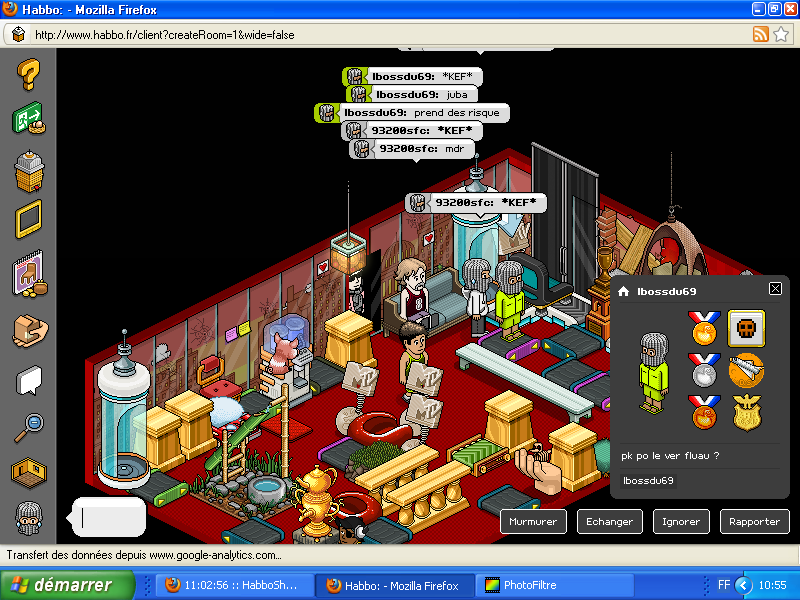 Habbo: - Mozilla Firefox
http://www.habbo.fr/client?createRoom=1&wide=false
lbossdu69: *KEF*
lbossdu69: juba
lbossdu69: prend des risque
93200sfc: *KEF*
93200sfc: mdr
93200sfc: *KEF*
lbossdu69
pk po le ver fluau ?
lbossdu69
Murmurer
Echanger
Ignorer
Rapporter
Transfert des données depuis www.google-analytics.com...
démarrer
11:02:56 :: HabboSh...
Habbo: - Mozilla Firefox
PhotoFiltre
FF
10:55